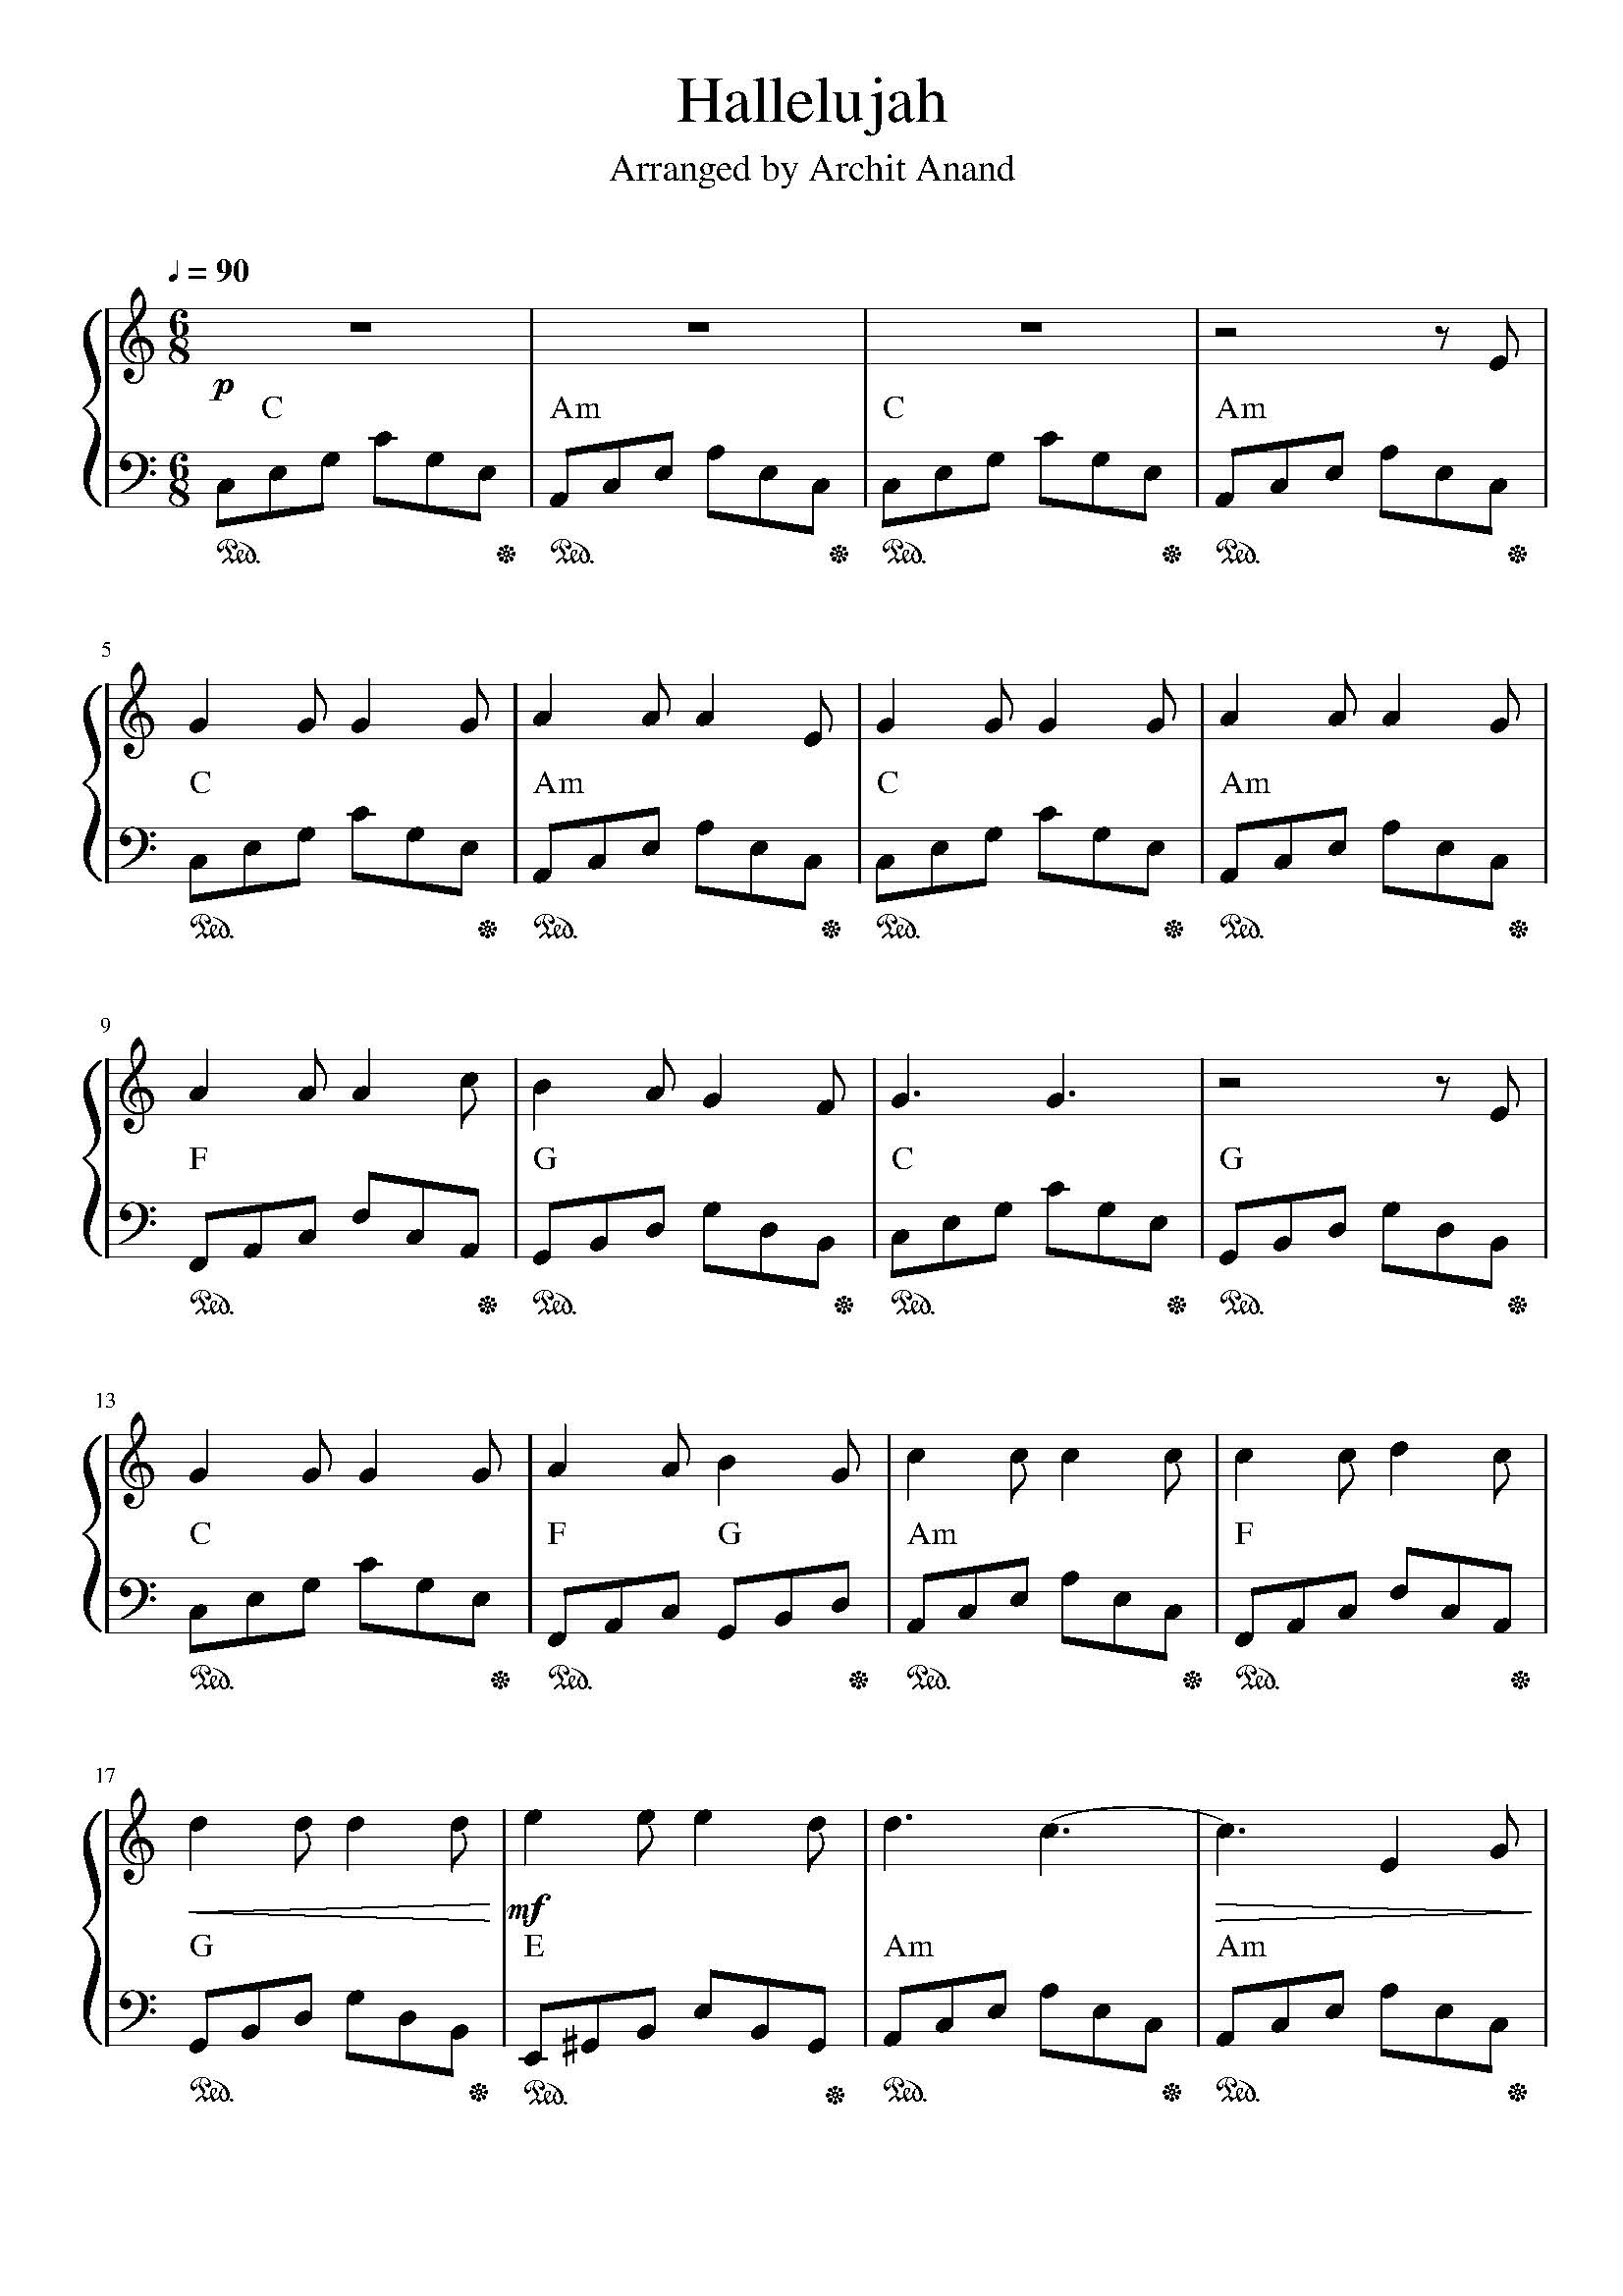 Hallelujah
Arranged by Archit Anand
♩ = 90
6 8
p
C Am C Am
6 8
Ped. Ped. Ped. Ped.
5
C Am C Am
Ped. Ped. Ped. Ped.
9
F G C G
Ped. Ped. Ped. Ped.
13
C F G Am F
Ped. Ped. Ped. Ped.
17
mf
G E Am Am
Ped. Ped. Ped. Ped.